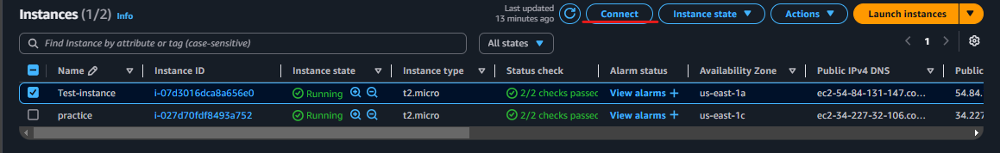 Instances (1/2) Info
Last updated
13 minutes ago
Connect
Instance state
Actions
Launch instances
Find Instance by attribute or tag (case-sensitive)
All states
1
Name Instance ID Instance state Instance type Status check Alarm status Availability Zone Public IPv4 DNS Public
Test-instance i-07d3016dca8a656e0 Running t2.micro 2/2 checks passed View alarms + us-east-1a ec2-54-84-131-147.co... 54.84.
practice i-027d70fdf8493a752 Running t2.micro 2/2 checks passed View alarms + us-east-1c ec2-34-227-32-106.co... 34.227